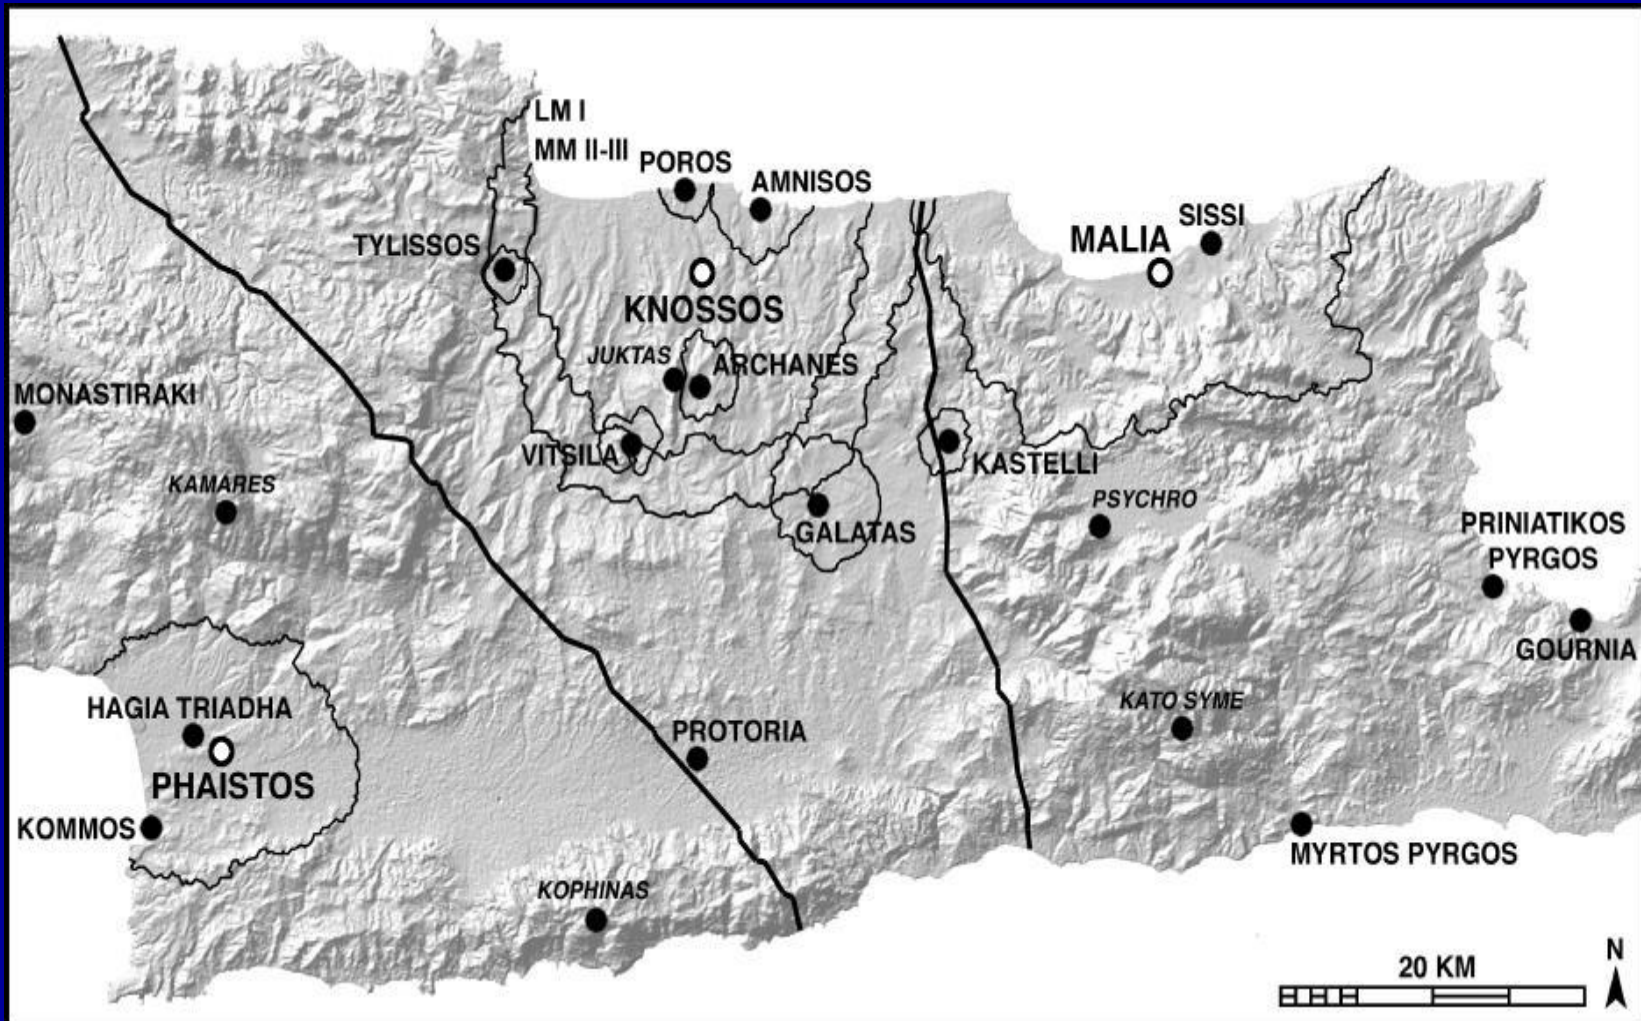 LM I
MM II-III
POROS
AMNISOS
SISSI
MALIA
TYLISSOS
KNOSSOS
JUKTAS
ARCHANES
MONASTIRAKI
VITSILA
KASTELLI
KAMARES
PSYCHRO
GALATAS
PRINIATIKOS
PYRGOS
GOURNIA
HAGIA TRIADHA
KATO SYME
PROTORIA
PHAISTOS
KOMMOS
MYRTOS PYRGOS
KOPHINAS
N
20 KM